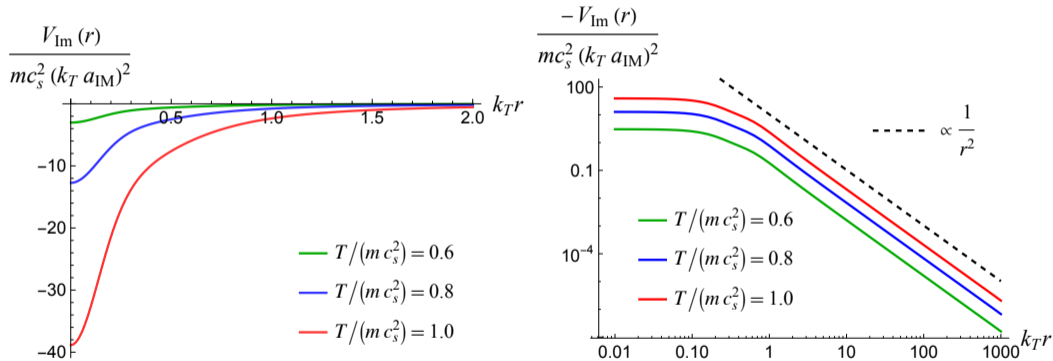 V_Im (r)
mc_s^2 (k_T a_IM)^2
k_T r
0.5 1.0 1.5 2.0
-10
-20
-30
-40
T/(m c_s^2) = 0.6
T/(m c_s^2) = 0.8
T/(m c_s^2) = 1.0
- V_Im (r)
mc_s^2 (k_T a_IM)^2
100
0.1
10^-4
∝ 1/r^2
T/(m c_s^2) = 0.6
T/(m c_s^2) = 0.8
T/(m c_s^2) = 1.0
0.01 0.10 1 10 100 1000
k_T r